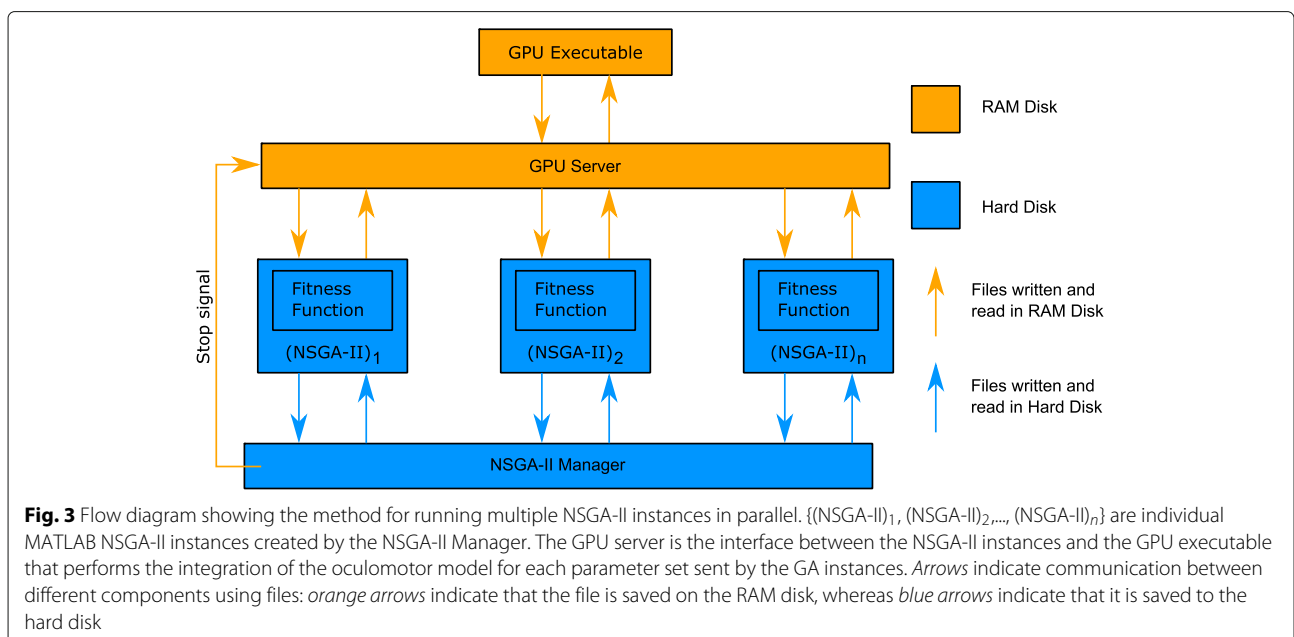 GPU Executable
RAM Disk
GPU Server
Hard Disk
Stop signal
Fitness
Function
(NSGA-II)1
Fitness
Function
(NSGA-II)2
Fitness
Function
(NSGA-II)n
Files written and
read in RAM Disk
Files written and
read in Hard Disk
NSGA-II Manager
Fig. 3 Flow diagram showing the method for running multiple NSGA-II instances in parallel. {(NSGA-II)1, (NSGA-II)2,..., (NSGA-II)n} are individual
MATLAB NSGA-II instances created by the NSGA-II Manager. The GPU server is the interface between the NSGA-II instances and the GPU executable
that performs the integration of the oculomotor model for each parameter set sent by the GA instances. Arrows indicate communication between
different components using files: orange arrows indicate that the file is saved on the RAM disk, whereas blue arrows indicate that it is saved to the
hard disk